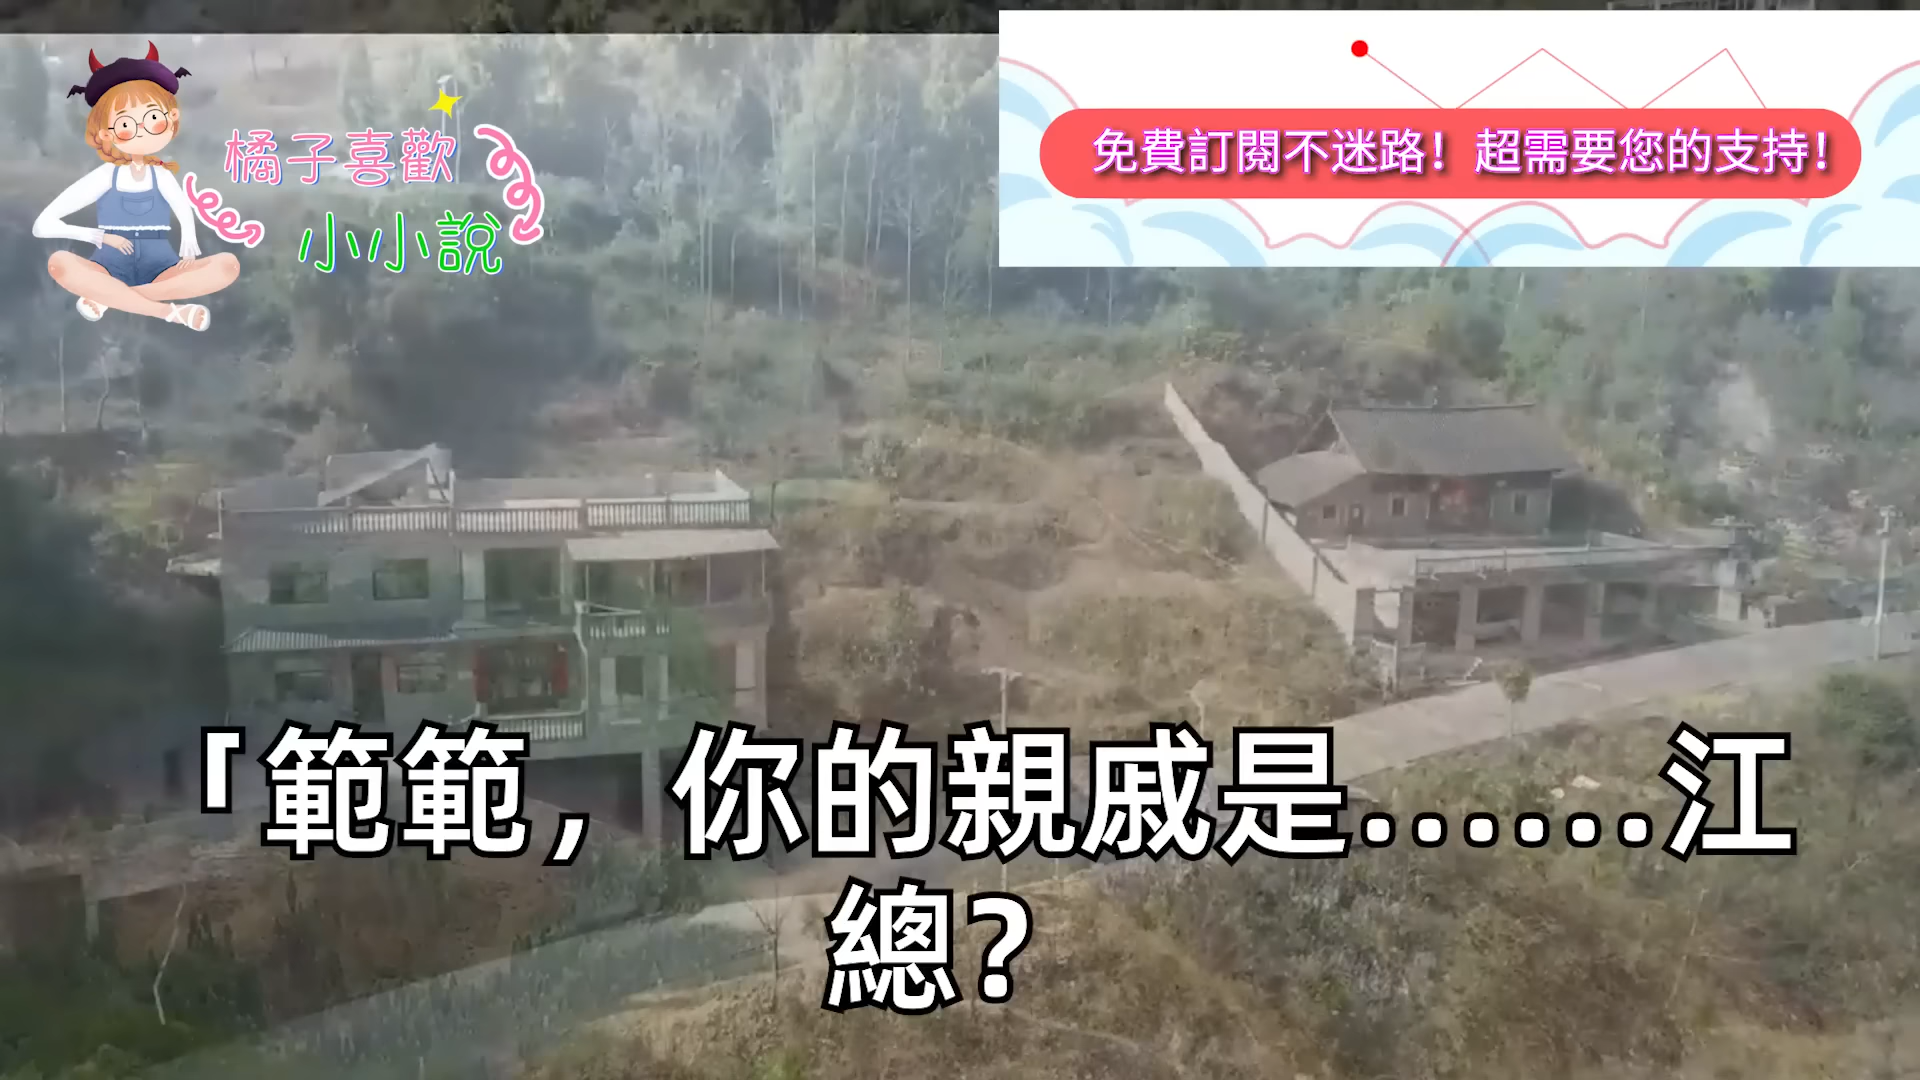 橘子喜歡
小小說
免費訂閱不迷路！超需要您的支持！
「範範，你的親戚是……江
總？